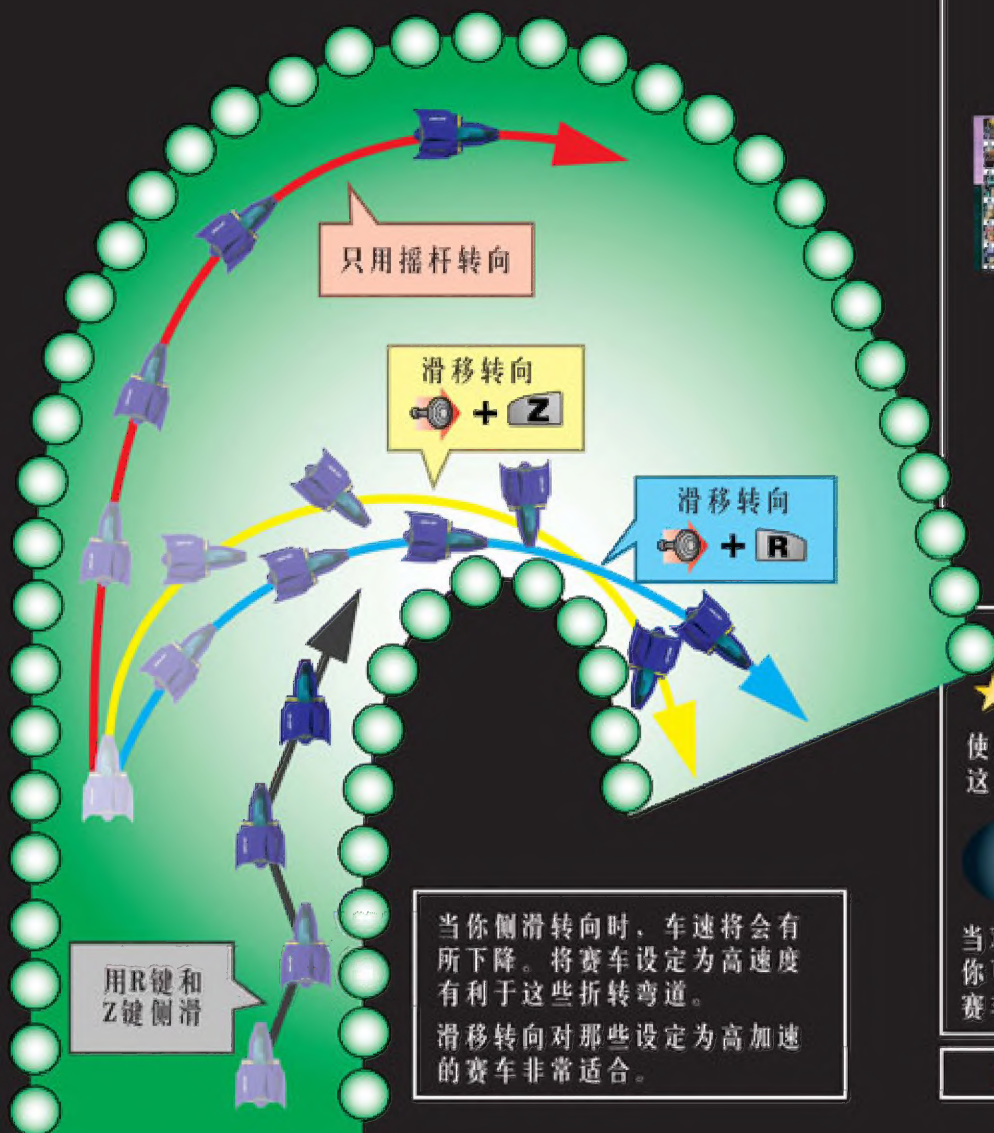 只用摇杆转向
滑移转向
+ Z
滑移转向
+ R
用R键和
Z键侧滑
当你侧滑转向时，车速将会有
所下降。将赛车设定为高速度
有利于这些折转弯道。
滑移转向对那些设定为高加速
的赛车非常适合。
使
这
当
你
赛